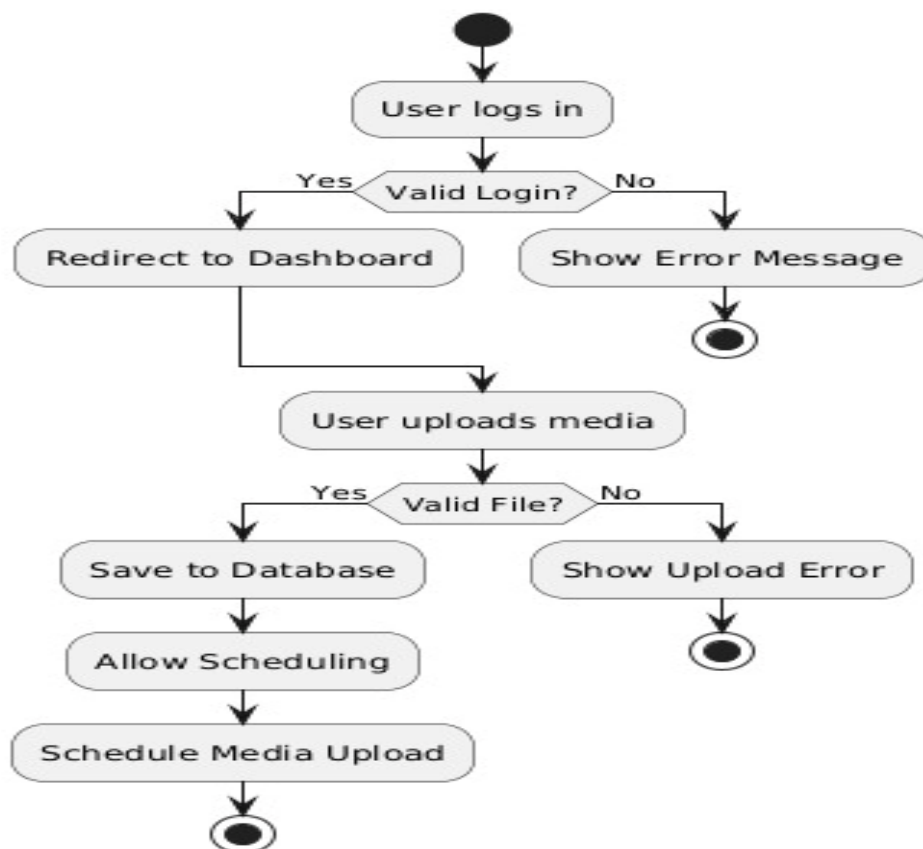 User logs in
Yes
Valid Login?
No
Redirect to Dashboard
Show Error Message
User uploads media
Yes
Valid File?
No
Save to Database
Show Upload Error
Allow Scheduling
Schedule Media Upload